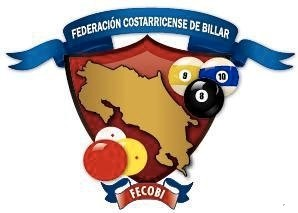 FEDERACIÓN COSTARRICENSE DE BILLAR
9
10
8
FECOBI